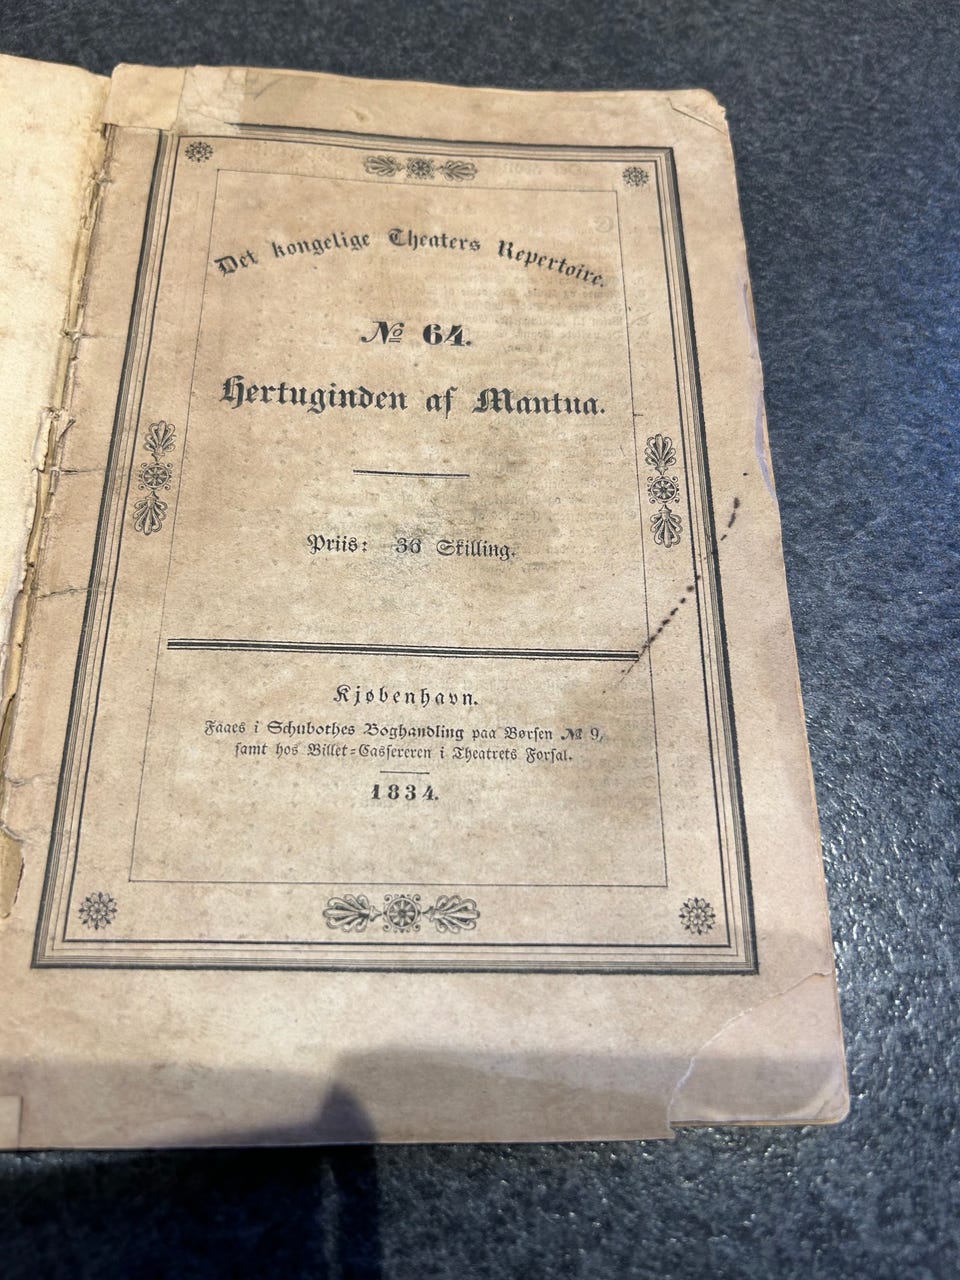 Det kongelige Theaters Repertoire.
№ 64.
Hertuginden af Mantua.
Priis: 36 Skilling.
Kjøbenhavn.
Faaes i Schubothes Boghandling paa Børsen № 9,
samt hos Billet-Cassereren i Theatrets Forsal.
1834.